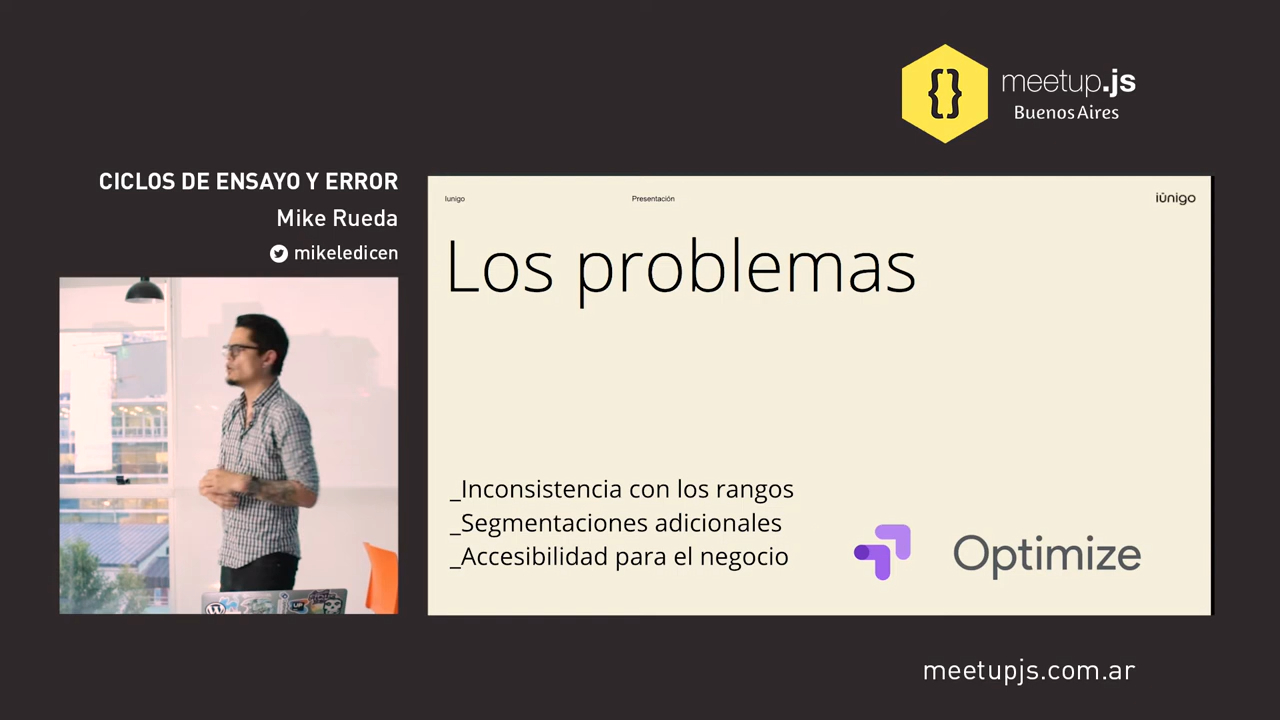 {}
meetup.js
Buenos Aires
CICLOS DE ENSAYO Y ERROR
Mike Rueda
mikeledicen
Iunigo
Presentación
iúnigo
Los problemas
_Inconsistencia con los rangos
_Segmentaciones adicionales
_Accesibilidad para el negocio
Optimize
meetupjs.com.ar